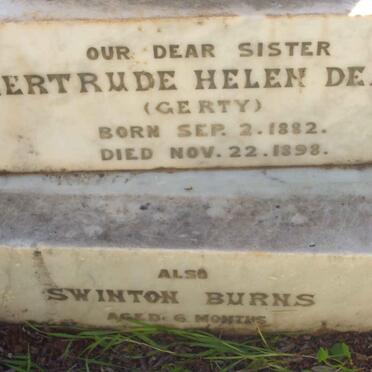 OUR DEAR SISTER
ERTRUDE HELEN DE
(GERTY)
BORN SEP. 2. 1882.
DIED NOV. 22. 1898.
ALSO
SWINTON BURNS
AGED 6 MONTHS